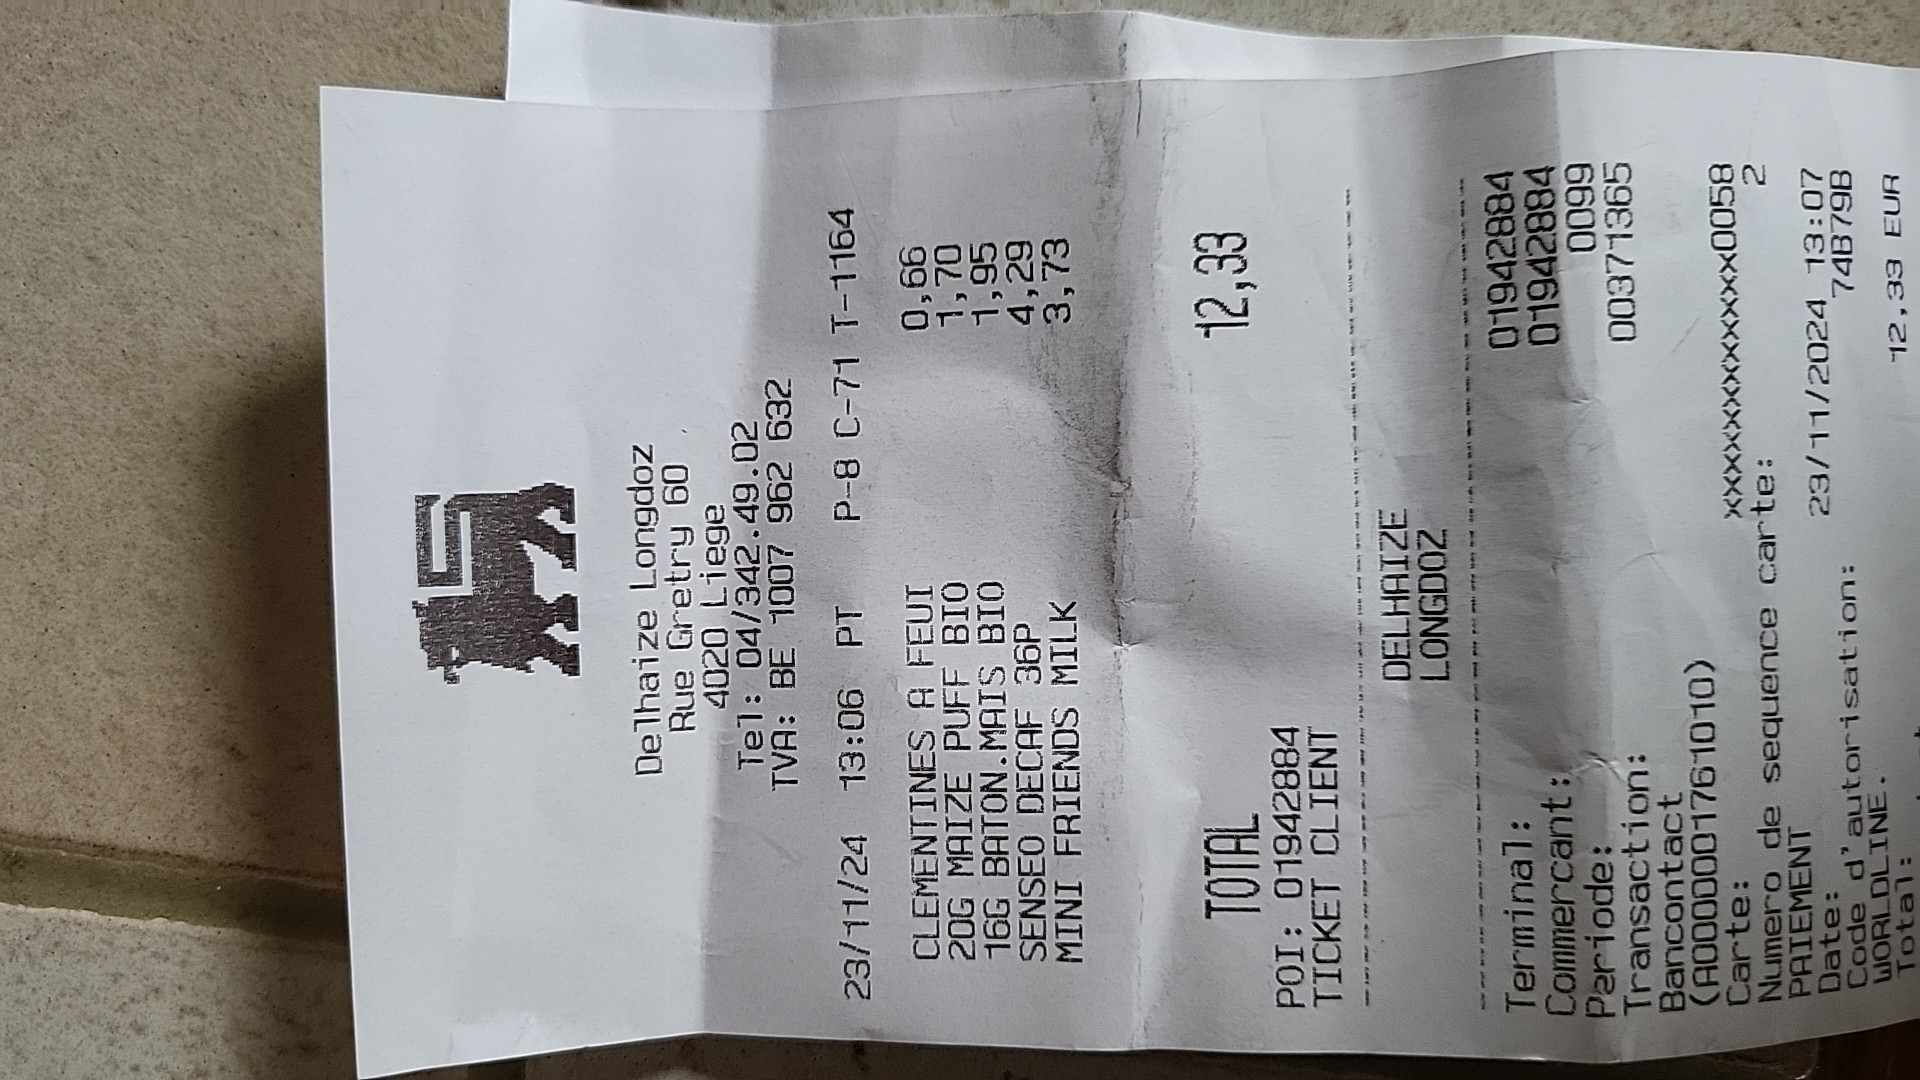 Delhaize Longdoz
Rue Gretry 60
4020 Liege
Tel: 04/342.49.02
TVA: BE 1007 962 632
23/11/24 13:06 PT P-8 C-71 T-1164
CLEMENTINES A FEUI 0,66
20G MAIZE PUFF BIO 1,70
16G BATON.MAIS BIO 1,95
SENSEO DECAF 36P 4,29
MINI FRIENDS MILK 3,73
TOTAL 12,33
POI: 01942884
TICKET CLIENT
DELHAIZE
LONGDOZ
Terminal: 01942884
Commercant: 01942884
Periode: 0099
Transaction: 00371365
Bancontact
(A0000001761010)
Carte: xxxxxxxxxxxxx0058
Numero de sequence carte: 2
PAIEMENT
Date: 23/11/2024 13:07
Code d'autorisation: 74B79B
WORLDLINE.
Total: 12,33 EUR